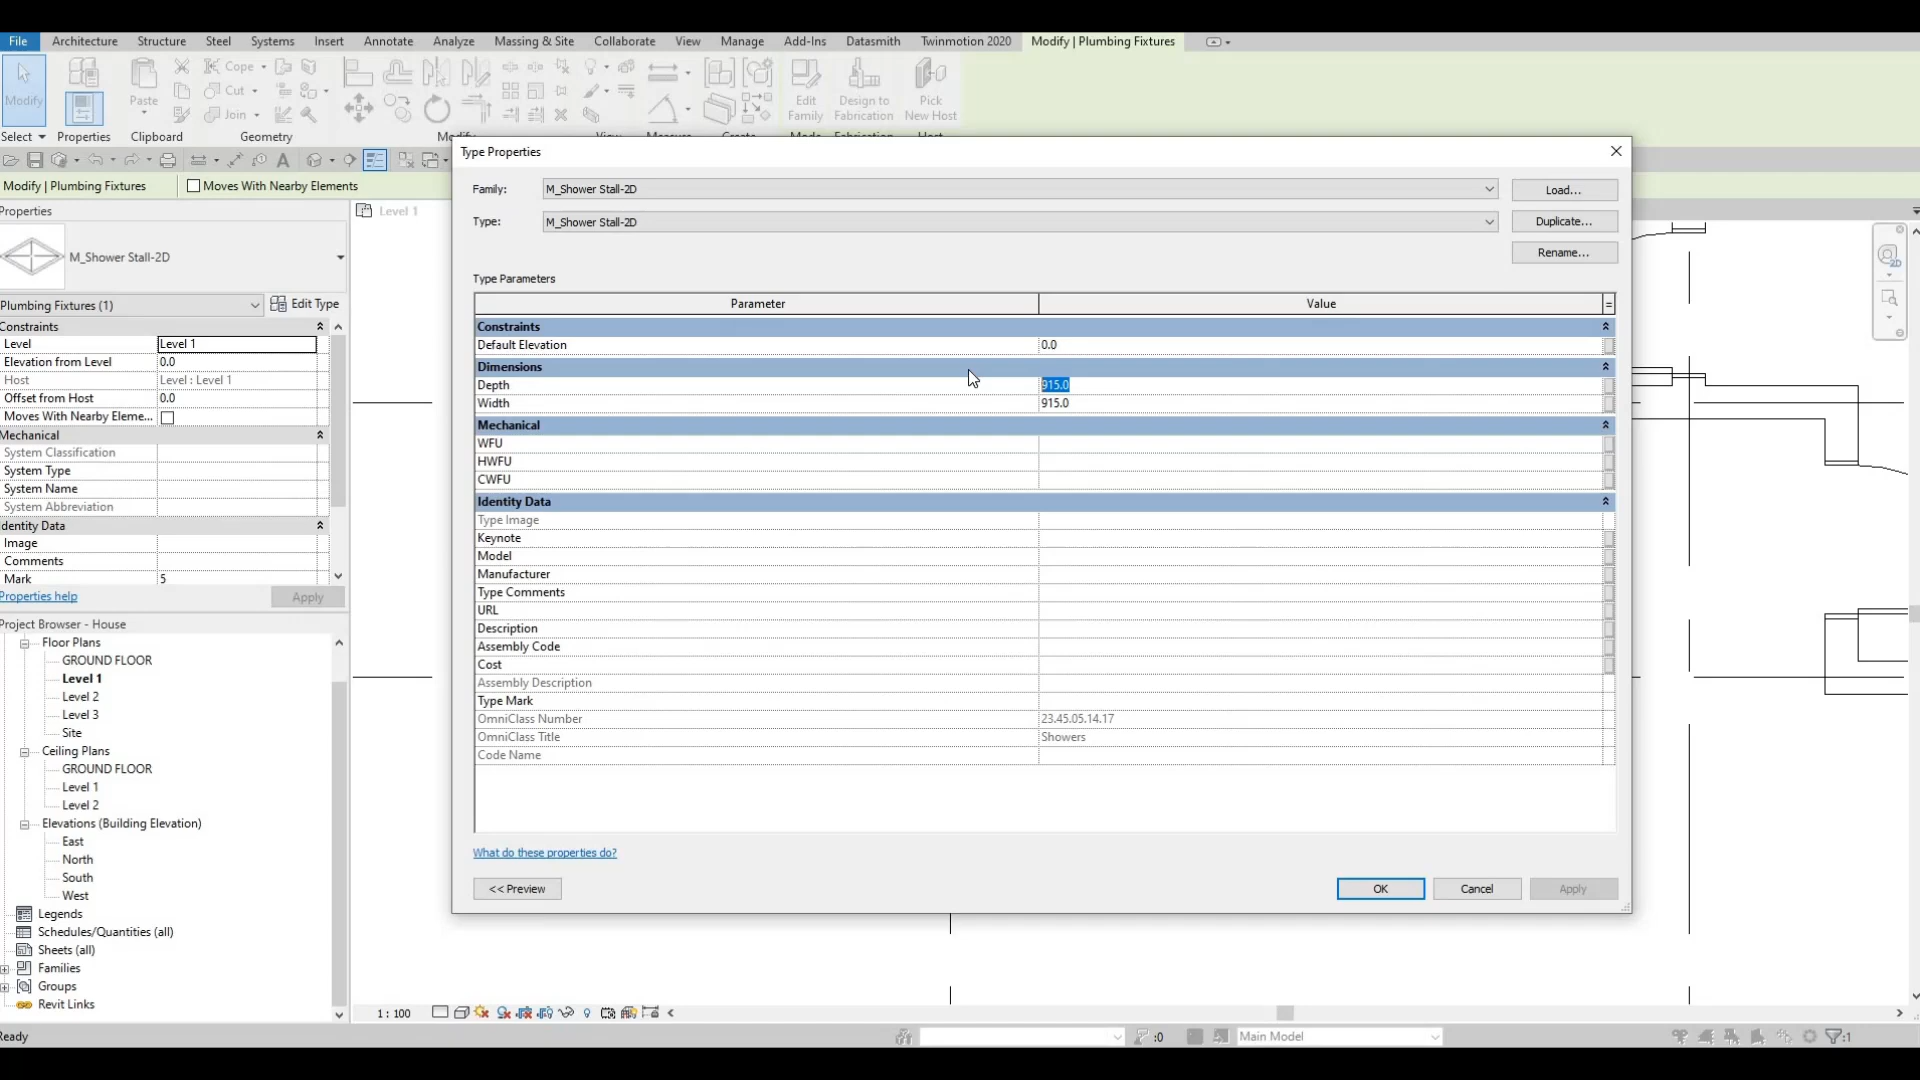 File Architecture Structure Steel Systems Insert Annotate Analyze Massing & Site Collaborate View Manage Add-Ins Datasmith Twinmotion 2020 Modify | Plumbing Fixtures
Modify Paste Cope Cut Join Edit Family Design to Fabrication Pick New Host
Select Properties Clipboard Geometry
Modify | Plumbing Fixtures Moves With Nearby Elements
Properties
M_Shower Stall-2D
Plumbing Fixtures (1) Edit Type
Constraints
Level Level 1
Elevation from Level 0.0
Host Level : Level 1
Offset from Host 0.0
Moves With Nearby Eleme...
Mechanical
System Classification
System Type
System Name
System Abbreviation
Identity Data
Image
Comments
Mark 5
Properties help Apply
Project Browser - House
Floor Plans
GROUND FLOOR
Level 1
Level 2
Level 3
Site
Ceiling Plans
GROUND FLOOR
Level 1
Level 2
Elevations (Building Elevation)
East
North
South
West
Legends
Schedules/Quantities (all)
Sheets (all)
Families
Groups
Revit Links
Ready
Level 1
Type Properties
Family: M_Shower Stall-2D Load...
Type: M_Shower Stall-2D Duplicate...
Rename...
Type Parameters
Parameter Value =
Constraints
Default Elevation 0.0
Dimensions
Depth 915.0
Width 915.0
Mechanical
WFU
HWFU
CWFU
Identity Data
Type Image
Keynote
Model
Manufacturer
Type Comments
URL
Description
Assembly Code
Cost
Assembly Description
Type Mark
OmniClass Number 23.45.05.14.17
OmniClass Title Showers
Code Name
What do these properties do?
<< Preview OK Cancel Apply
2D
1 : 100
:0 Main Model :1